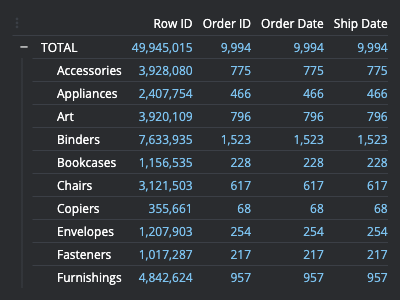 Row ID Order ID Order Date Ship Date
TOTAL 49,945,015 9,994 9,994 9,994
Accessories 3,928,080 775 775 775
Appliances 2,407,754 466 466 466
Art 3,920,109 796 796 796
Binders 7,633,935 1,523 1,523 1,523
Bookcases 1,156,535 228 228 228
Chairs 3,121,503 617 617 617
Copiers 355,661 68 68 68
Envelopes 1,207,903 254 254 254
Fasteners 1,017,287 217 217 217
Furnishings 4,842,624 957 957 957